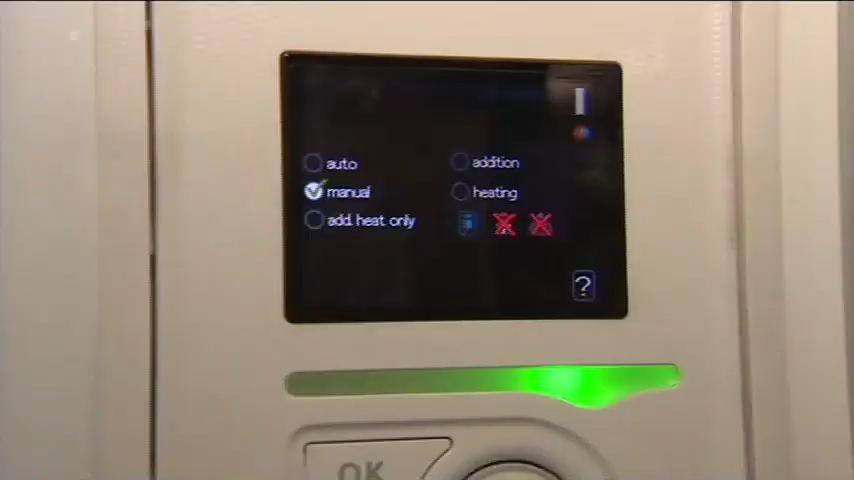 auto
addition
manual
heating
add. heat only
?
OK